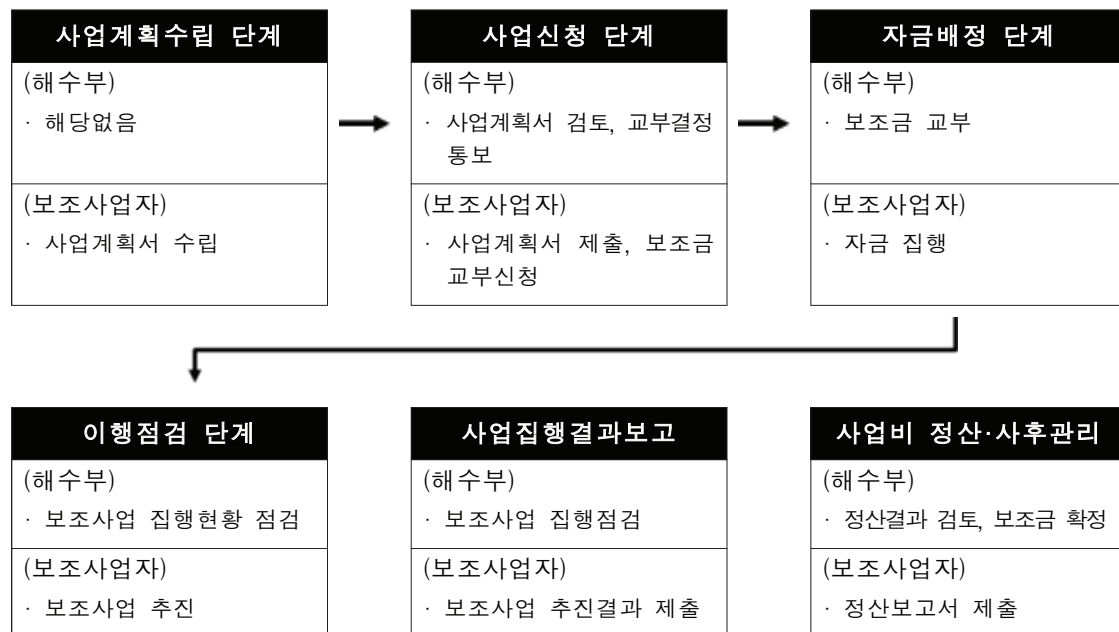 사업계획수립 단계
(해수부)
· 해당없음
(보조사업자)
· 사업계획서 수립
사업신청 단계
(해수부)
· 사업계획서 검토, 교부결정
통보
(보조사업자)
· 사업계획서 제출, 보조금
교부신청
자금배정 단계
(해수부)
· 보조금 교부
(보조사업자)
· 자금 집행
이행점검 단계
(해수부)
· 보조사업 집행현황 점검
(보조사업자)
· 보조사업 추진
사업집행결과보고
(해수부)
· 보조사업 집행점검
(보조사업자)
· 보조사업 추진결과 제출
사업비 정산·사후관리
(해수부)
· 정산결과 검토, 보조금 확정
(보조사업자)
· 정산보고서 제출